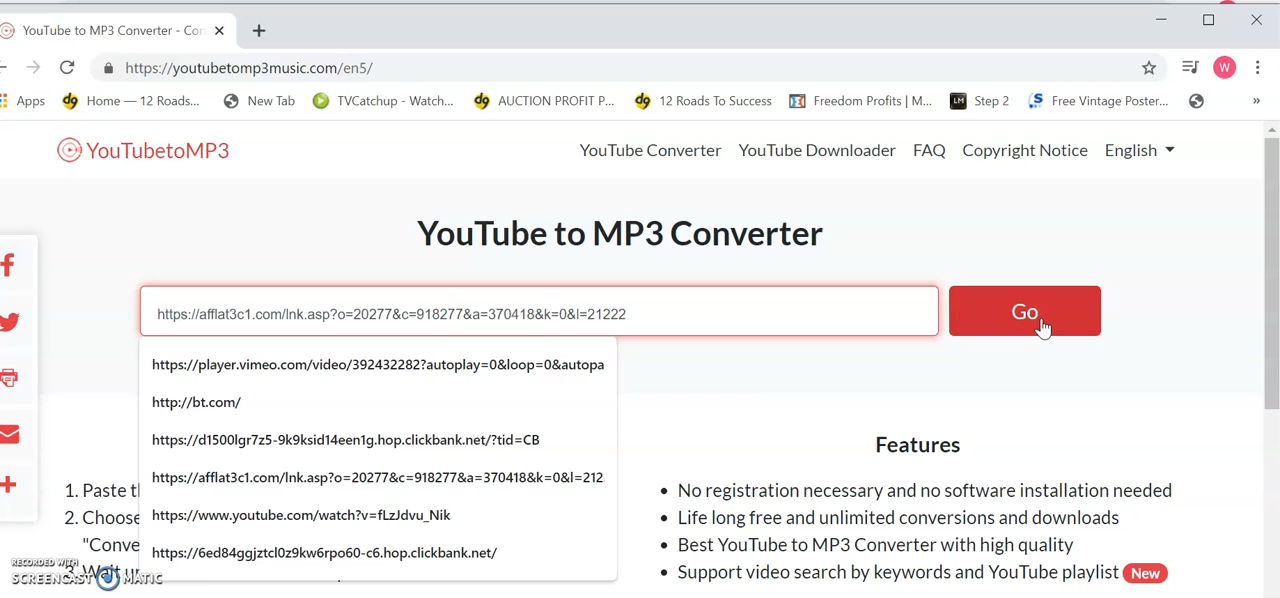 YouTube to MP3 Converter - Con
https://youtubetomp3music.com/en5/
W
Apps
Home — 12 Roads...
New Tab
TVCatchup - Watch...
AUCTION PROFIT P...
12 Roads To Success
Freedom Profits | M...
LM
Step 2
Free Vintage Poster...
YouTubetoMP3
YouTube Converter
YouTube Downloader
FAQ
Copyright Notice
English
YouTube to MP3 Converter
https://afflat3c1.com/lnk.asp?o=20277&c=918277&a=370418&k=0&l=21222
Go
https://player.vimeo.com/video/392432282?autoplay=0&loop=0&autopa
http://bt.com/
https://d1500lgr7z5-9k9ksid14een1g.hop.clickbank.net/?tid=CB
https://afflat3c1.com/lnk.asp?o=20277&c=918277&a=370418&k=0&l=212
https://www.youtube.com/watch?v=fLzJdvu_Nik
https://6ed84ggjztcl0z9kw6rpo60-c6.hop.clickbank.net/
1. Paste th
2. Choose
"Conve
3. Wait un
Features
• No registration necessary and no software installation needed
• Life long free and unlimited conversions and downloads
• Best YouTube to MP3 Converter with high quality
• Support video search by keywords and YouTube playlist New
RECORDED WITH
SCREENCAST MATIC